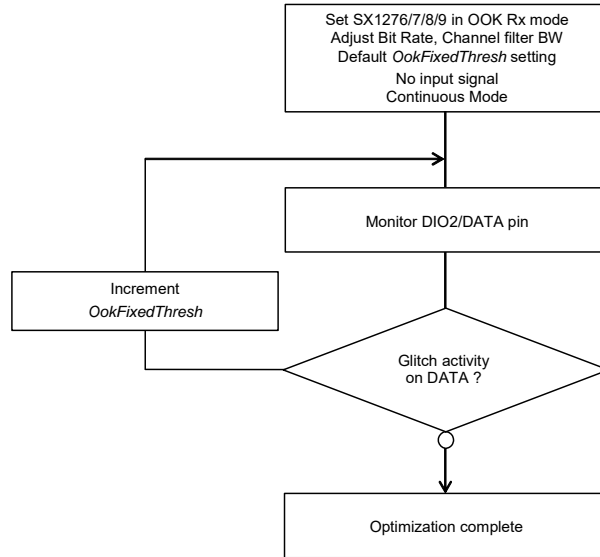 Set SX1276/7/8/9 in OOK Rx mode
Adjust Bit Rate, Channel filter BW
Default OokFixedThresh setting
No input signal
Continuous Mode
Monitor DIO2/DATA pin
Increment
OokFixedThresh
Glitch activity
on DATA ?
Optimization complete